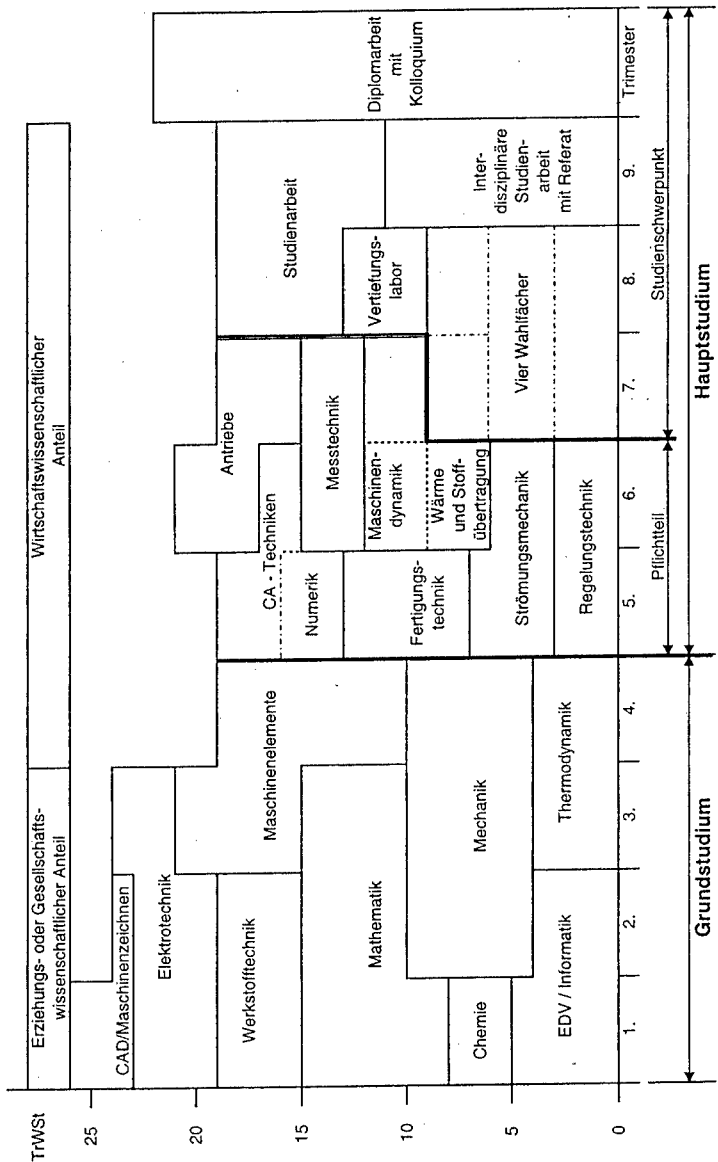 TrWSt
Erziehungs- oder Gesellschafts-
wissenschaftlicher Anteil
Wirtschaftswissenschaftlicher
Anteil
25
20
15
10
5
0
CAD/Maschinenzeichnen
Elektrotechnik
Werkstofftechnik
Mathematik
Chemie
EDV / Informatik
Maschinenelemente
Mechanik
Thermodynamik
CA - Techniken
Numerik
Fertigungs-
technik
Strömungsmechanik
Regelungstechnik
Antriebe
Messtechnik
Maschinen-
dynamik
Wärme
und Stoff-
übertragung
Studienarbeit
Vertiefungs-
labor
Vier Wahlfächer
Inter-
disziplinäre
Studien-
arbeit
mit Referat
Diplomarbeit
mit
Kolloquium
1.
2.
3.
4.
5.
6.
7.
8.
9.
Trimester
Pflichtteil
Studienschwerpunkt
Grundstudium
Hauptstudium